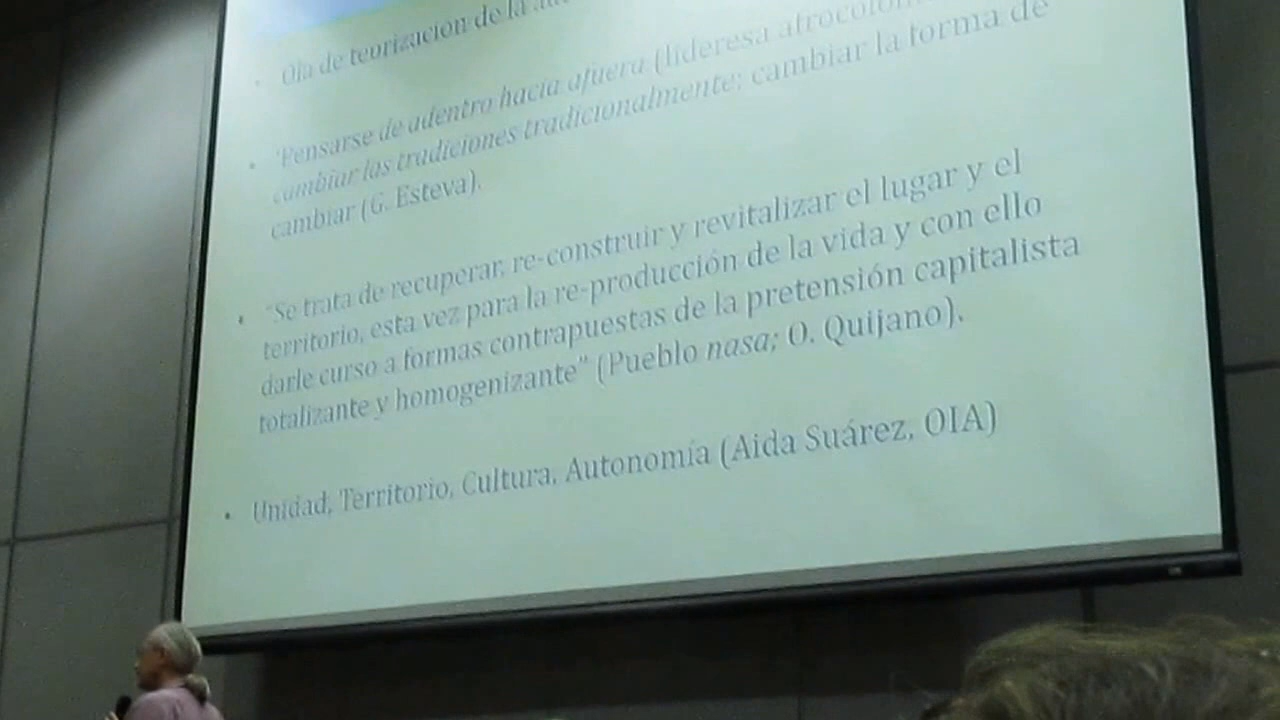 Ola de teorización de la
'Pensarse de adentro hacia afuera (lideresa
cambiar las tradiciones tradicionalmente: cambiar la forma de
cambiar (G. Esteva).
"Se trata de recuperar, re-construir y revitalizar el lugar y el
territorio, esta vez para la re-producción de la vida y con ello
darle curso a formas contrapuestas de la pretensión capitalista
totalizante y homogenizante" (Pueblo nasa; O. Quijano).
Unidad, Territorio, Cultura, Autonomía (Aida Suárez, OIA)